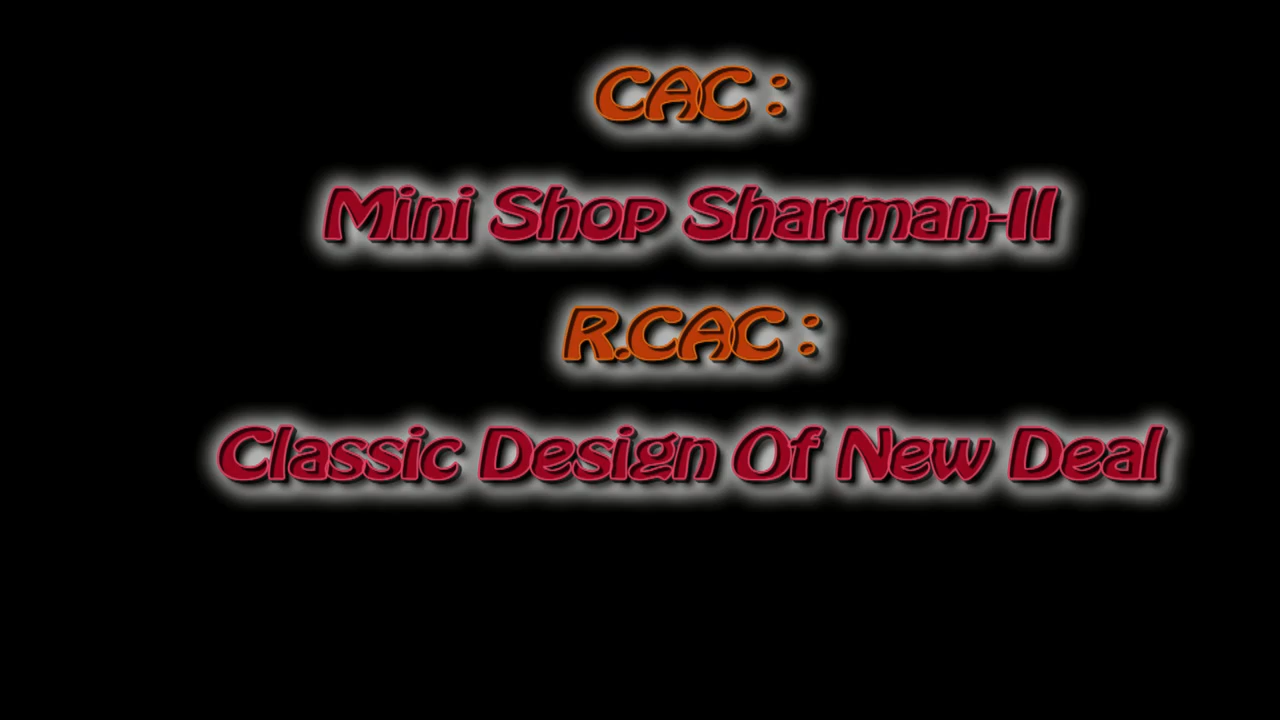 CAC :
Mini Shop Sharman-II
R.CAC :
Classic Design Of New Deal